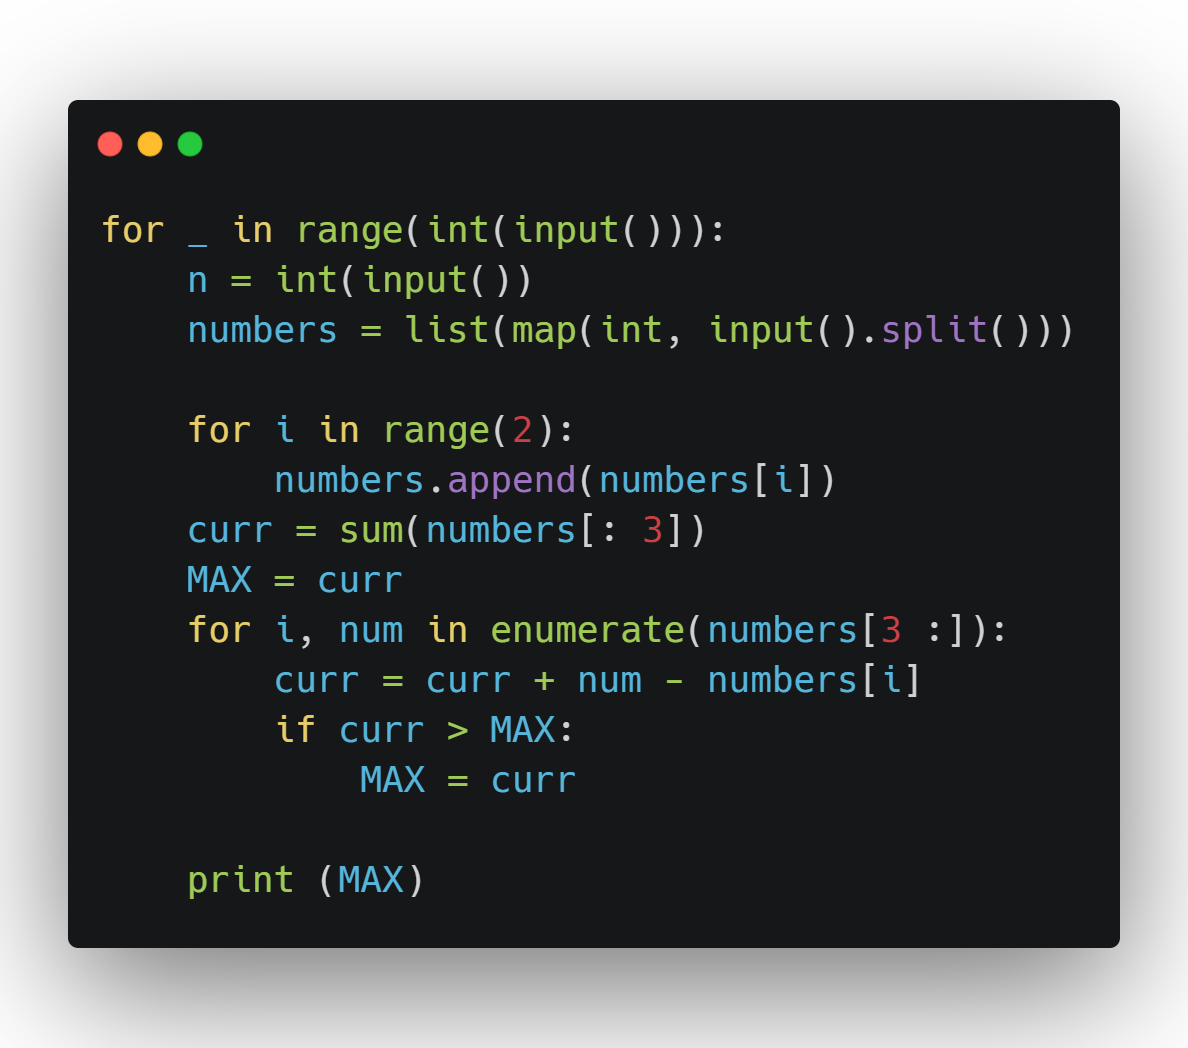 for _ in range(int(input())):
    n = int(input())
    numbers = list(map(int, input().split()))

    for i in range(2):
        numbers.append(numbers[i])
    curr = sum(numbers[: 3])
    MAX = curr
    for i, num in enumerate(numbers[3 :]):
        curr = curr + num - numbers[i]
        if curr > MAX:
            MAX = curr

    print (MAX)